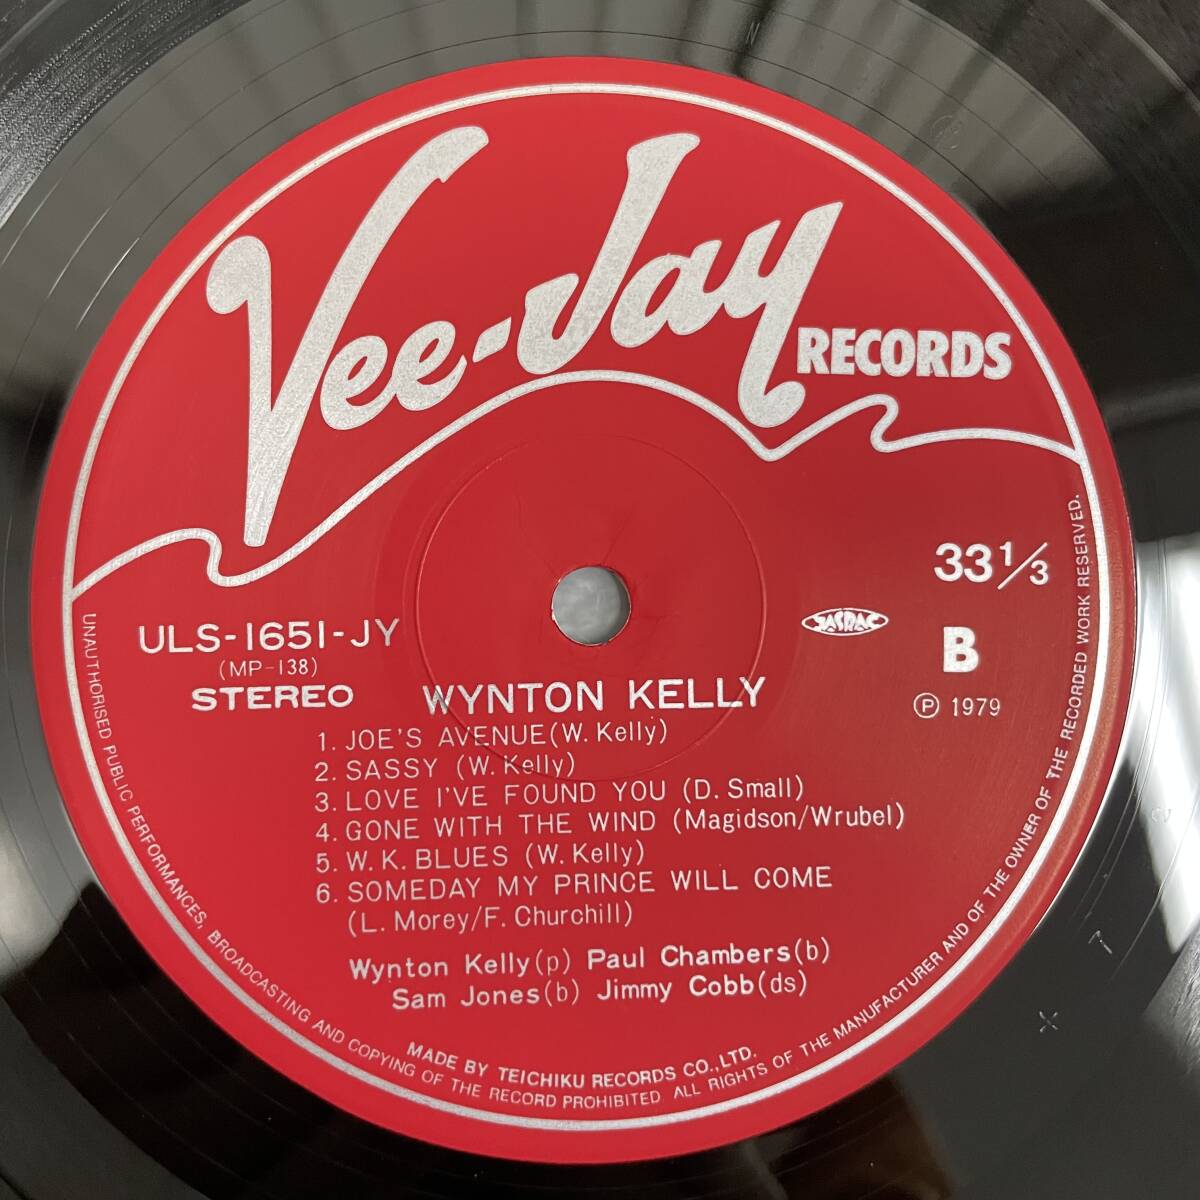 Vee-Jay
RECORDS
33 1/3
ULS-1651-JY
(MP-138)
STEREO
JASRAC
B
Ⓟ 1979
WYNTON KELLY
1. JOE'S AVENUE(W. Kelly)
2. SASSY (W. Kelly)
3. LOVE I'VE FOUND YOU (D. Small)
4. GONE WITH THE WIND (Magidson/Wrubel)
5. W.K. BLUES (W. Kelly)
6. SOMEDAY MY PRINCE WILL COME
(L. Morey/F. Churchill)
Wynton Kelly(p) Paul Chambers(b)
Sam Jones(b) Jimmy Cobb(ds)
MADE BY TEICHIKU RECORDS CO., LTD.
UNAUTHORISED PUBLIC PERFORMANCES, BROADCASTING AND COPYING OF THE RECORD PROHIBITED ALL RIGHTS OF THE MANUFACTURER AND OF THE OWNER OF THE RECORDED WORK RESERVED.